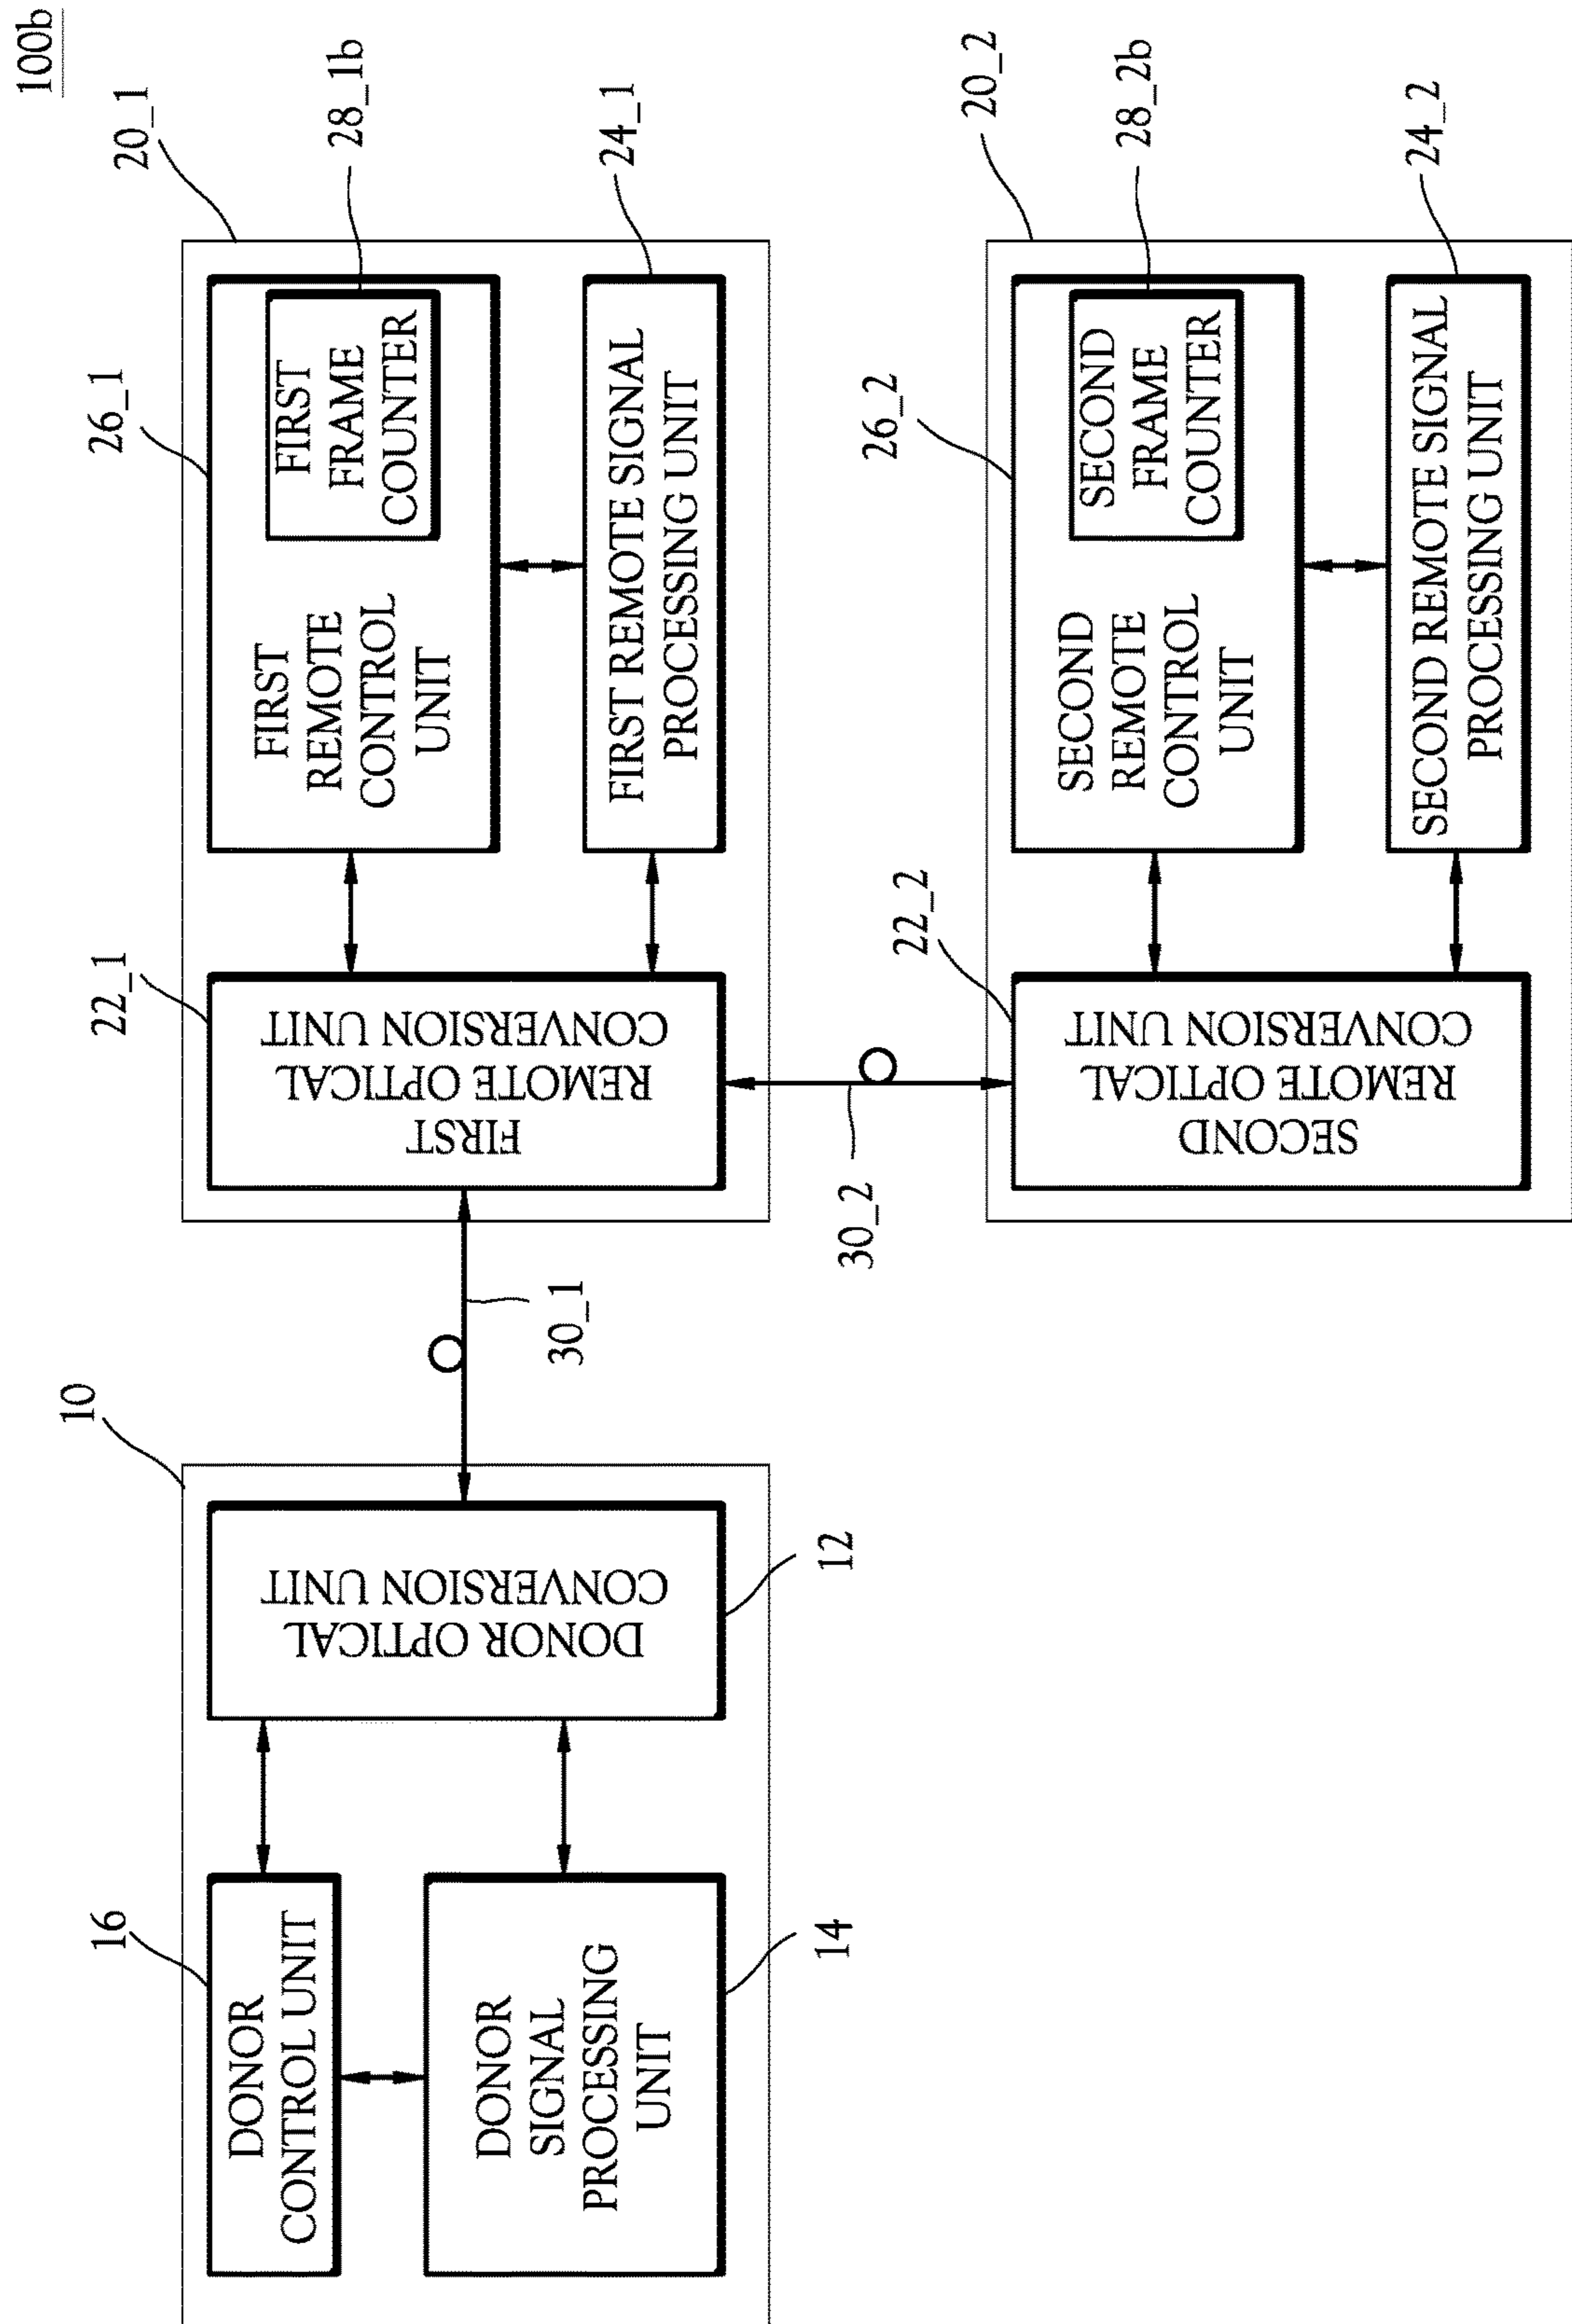 100b
10
16
DONOR
CONTROL UNIT
DONOR
SIGNAL
PROCESSING
UNIT
14
DONOR OPTICAL
CONVERSION UNIT
12
30_1
20_1
22_1
FIRST
REMOTE OPTICAL
CONVERSION UNIT
26_1
FIRST
REMOTE
CONTROL
UNIT
FIRST
FRAME
COUNTER
28_1b
FIRST REMOTE SIGNAL
PROCESSING UNIT
24_1
30_2
20_2
22_2
SECOND
REMOTE OPTICAL
CONVERSION UNIT
26_2
SECOND
REMOTE
CONTROL
UNIT
SECOND
FRAME
COUNTER
28_2b
SECOND REMOTE SIGNAL
PROCESSING UNIT
24_2